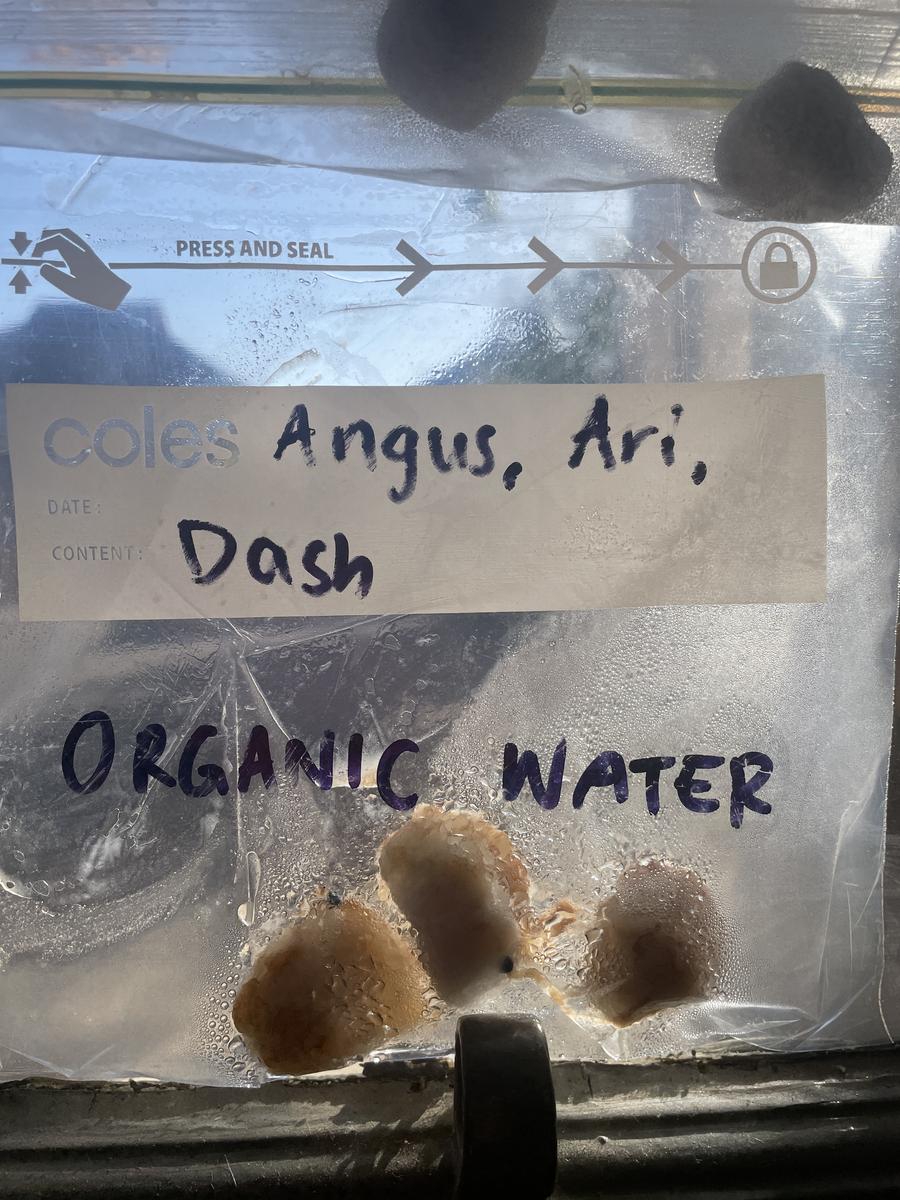 PRESS AND SEAL
coles Angus, Ari,
DATE:
CONTENT: Dash
ORGANIC WATER